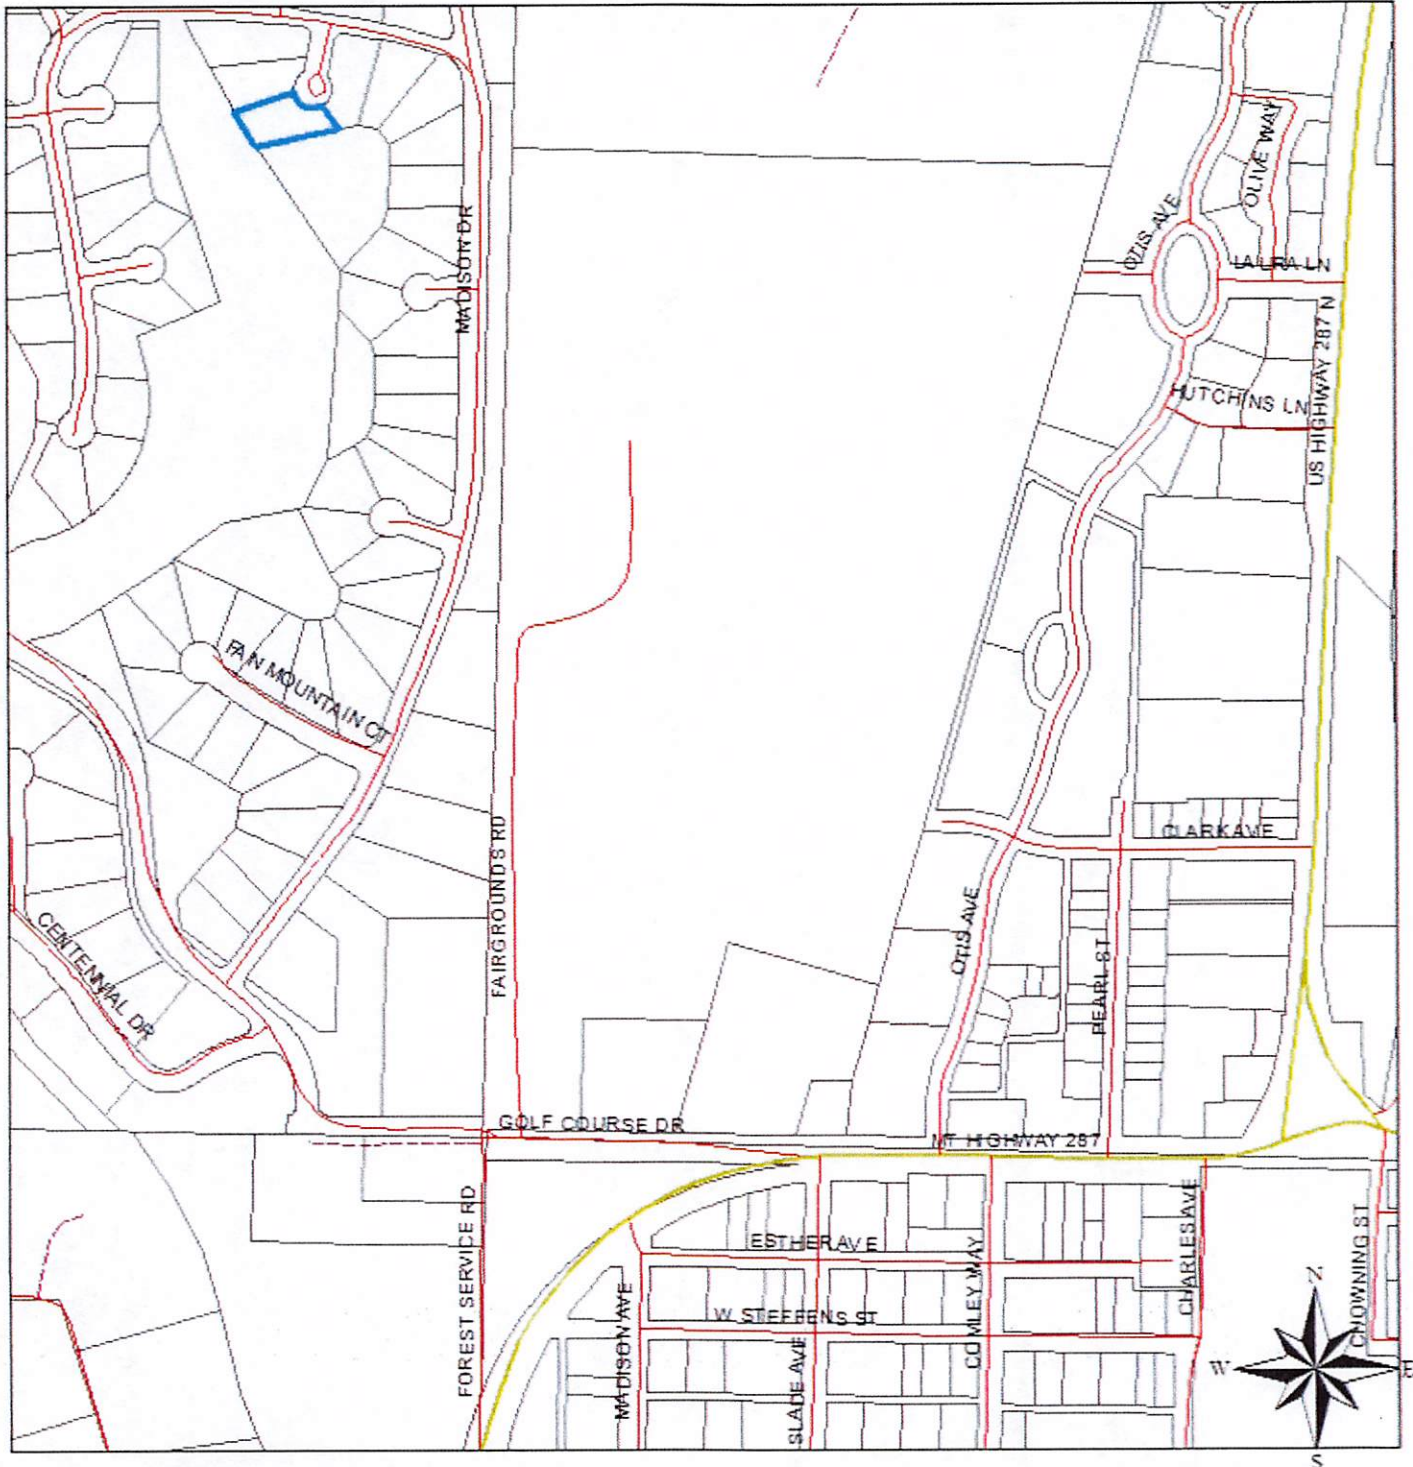 OLIVE WAY
OTIS AVE
MADISON DR
LAURA LN
US HIGHWAY 287 N
HUTCHINS LN
FAIN MOUNTAIN CT
CLARK AVE
FAIRGROUNDS RD
OTIS AVE
PEARL ST
CENTENNIAL DR
GOLF COURSE DR
MT HIGHWAY 287
FOREST SERVICE RD
ESTHER AVE
COMLEY WAY
CHARLES AVE
CHOWNING ST
MADISON AVE
W STEFFENS ST
SLADE AVE
N
W
E
S